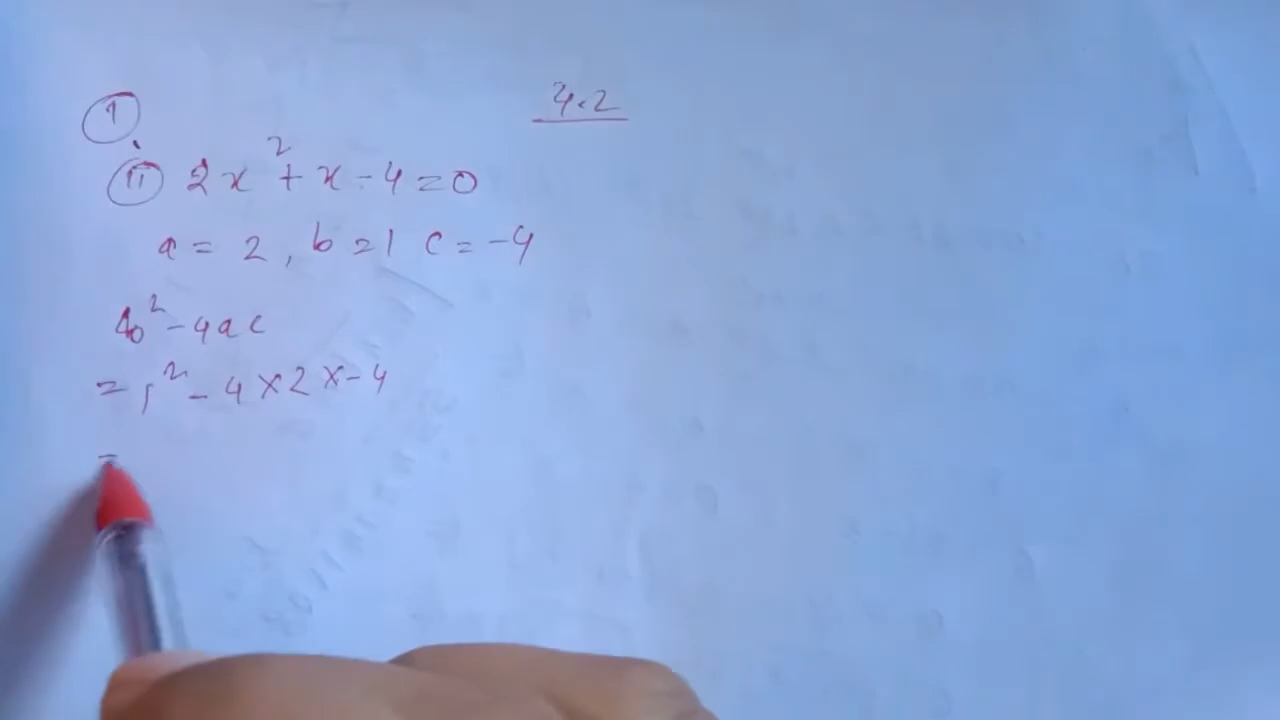 4.2
(1)
(ii) 2x² + x - 4 = 0
a = 2, b = 1 c = -4
b² - 4ac
= 1² - 4 × 2 × -4
=